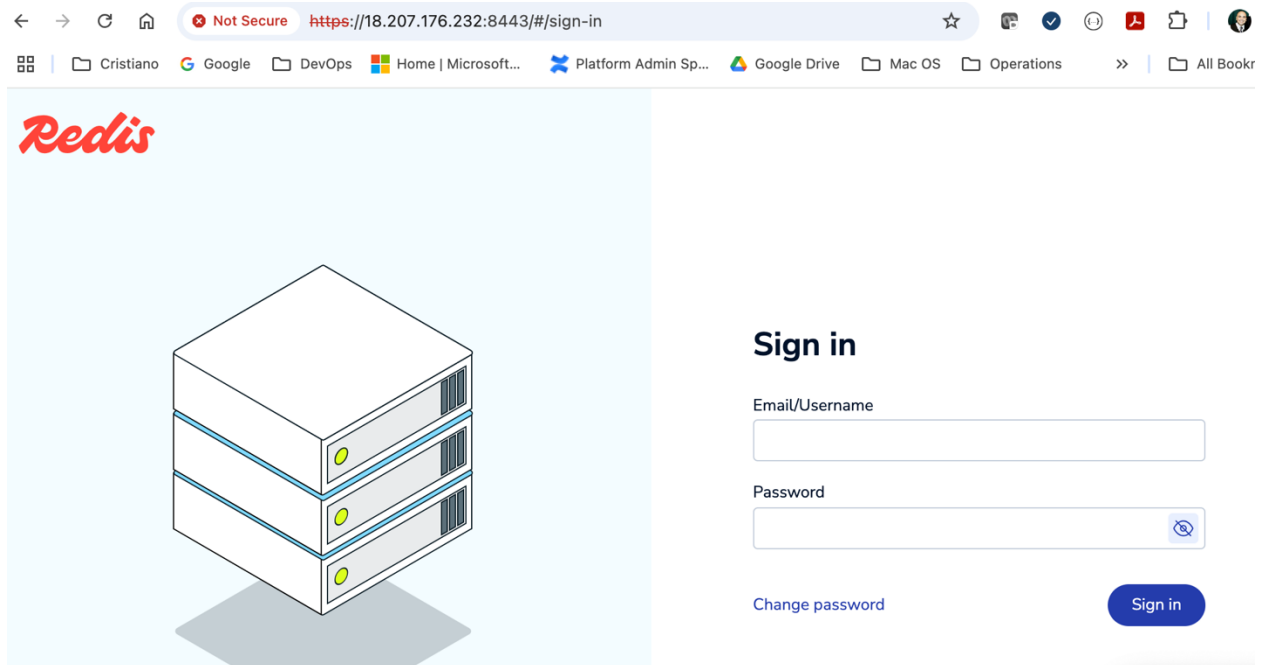 Not Secure https://18.207.176.232:8443/#/sign-in
Cristiano Google DevOps Home | Microsoft... Platform Admin Sp... Google Drive Mac OS Operations All Bookr
Redis
Sign in
Email/Username
Password
Change password Sign in